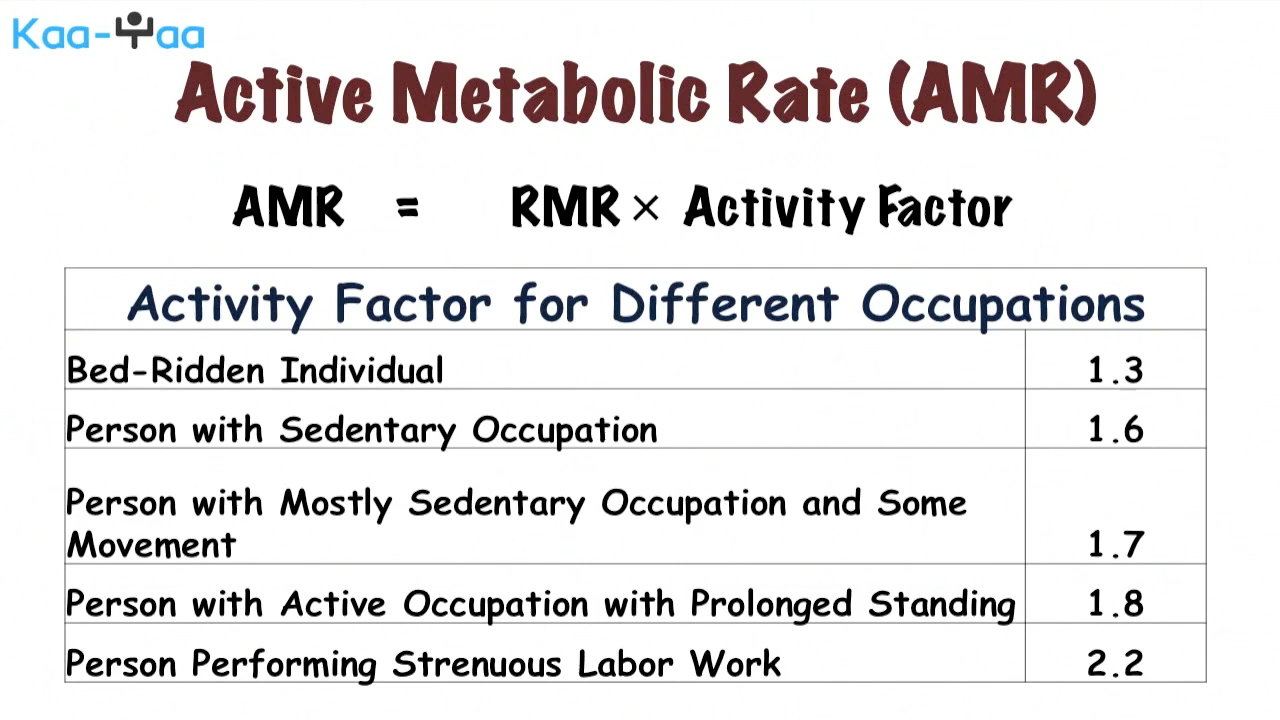 Kaa-Yaa
Active Metabolic Rate (AMR)
AMR = RMR × Activity Factor
Activity Factor for Different Occupations
Bed-Ridden Individual 1.3
Person with Sedentary Occupation 1.6
Person with Mostly Sedentary Occupation and Some
Movement 1.7
Person with Active Occupation with Prolonged Standing 1.8
Person Performing Strenuous Labor Work 2.2